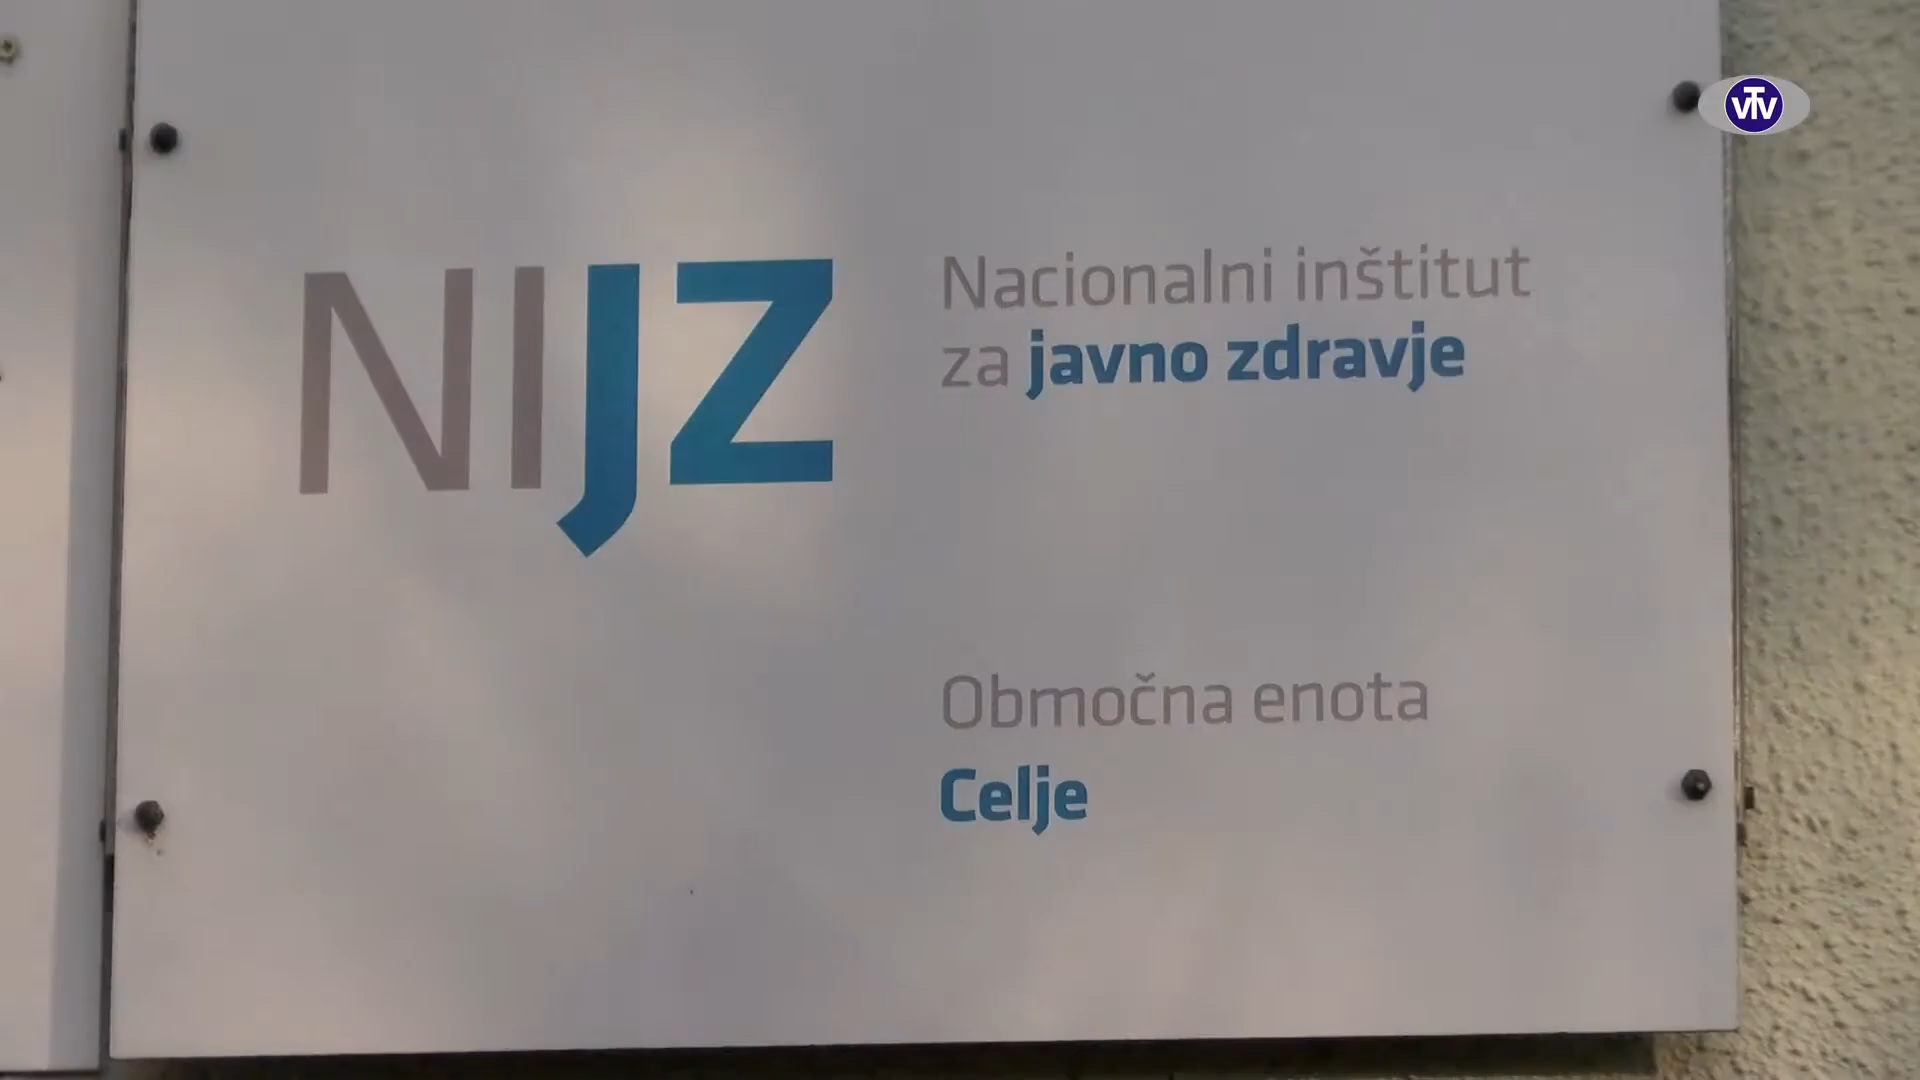 VTV
NIJZ
Nacionalni inštitut
za javno zdravje
Območna enota
Celje